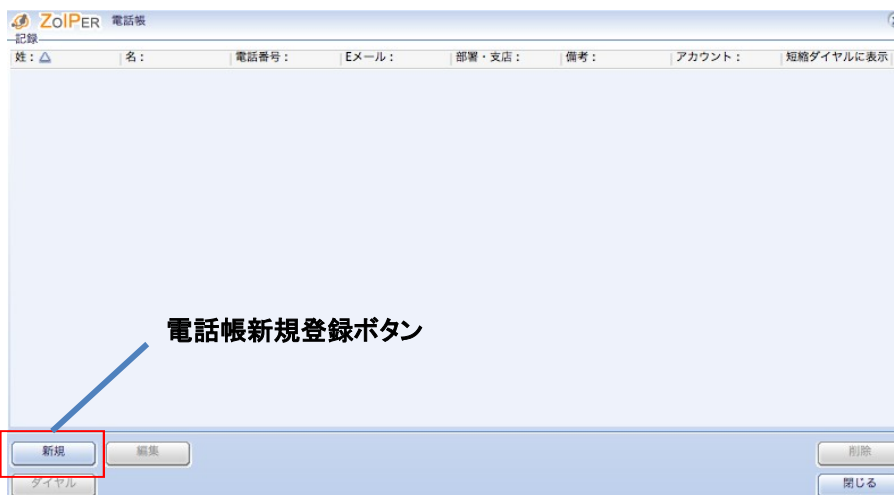 ZoIPER 電話帳
記録
姓： 名： 電話番号： Eメール： 部署・支店： 備考： アカウント： 短縮ダイヤルに表示
電話帳新規登録ボタン
新規 編集 削除
ダイヤル 閉じる